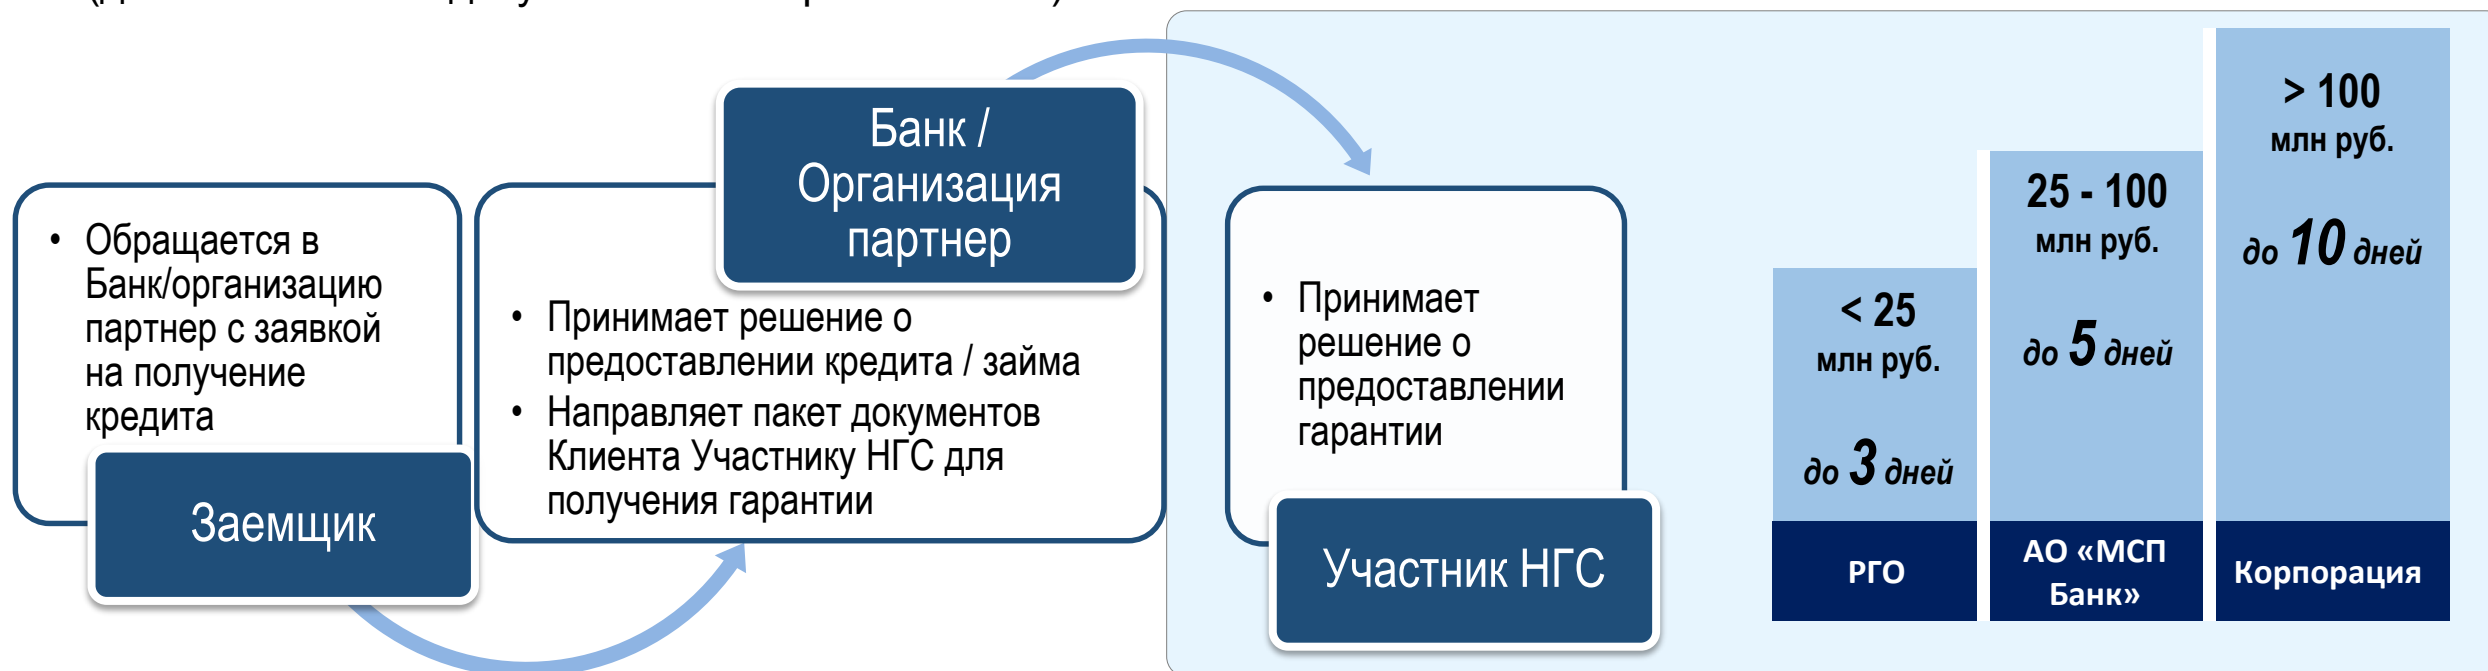 • Обращается в
Банк/организацию
партнер с заявкой
на получение
кредита
Заемщик
Банк /
Организация
партнер
• Принимает решение о
предоставлении кредита / займа
• Направляет пакет документов
Клиента Участнику НГС для
получения гарантии
• Принимает
решение о
предоставлении
гарантии
Участник НГС
< 25
млн руб.
до 3 дней
РГО
25 - 100
млн руб.
до 5 дней
АО «МСП
Банк»
> 100
млн руб.
до 10 дней
Корпорация